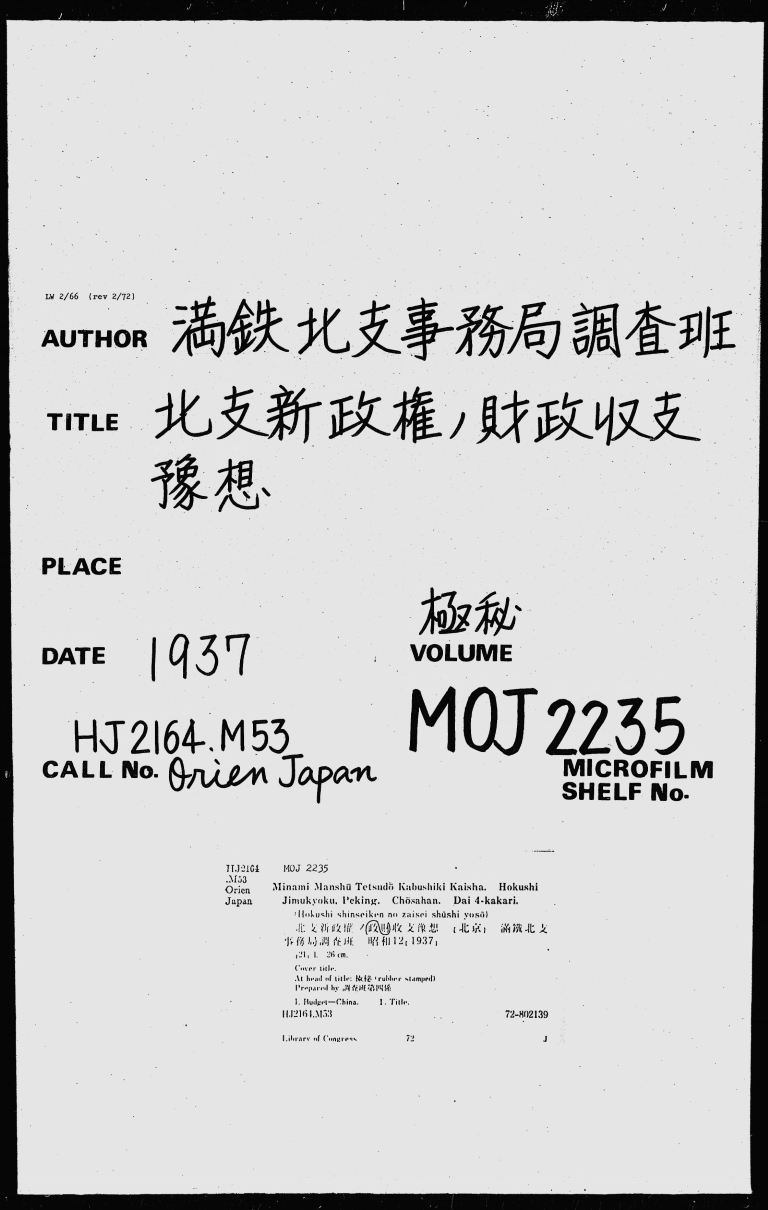 LW 2/66 (rev 2/72)
AUTHOR 満鉄北支事務局調査班
TITLE 北支新政権ノ財政収支
豫想
PLACE
極秘
DATE 1937 VOLUME
HJ2164.M53 MOJ 2235
CALL No. Orien Japan MICROFILM
SHELF No.
HJ2164 MOJ 2235
.M53
Orien Minami Manshū Tetsudō Kabushiki Kaisha. Hokushi
Japan Jimukyoku, Peking. Chōsahan. Dai 4-kakari.
(Hokushi shinseiken no zaisei shūshi yosō)
北支新政権ノ政財収支豫想 [北京] 滿鐵北支
事務局調査班 昭和12[1937]
[21] l. 26 cm.
Cover title.
At head of title: 極秘 (rubber stamped)
Prepared by 調査班第四係
1. Budget—China. I. Title.
HJ2164.M53 72-802139
Library of Congress 72 J